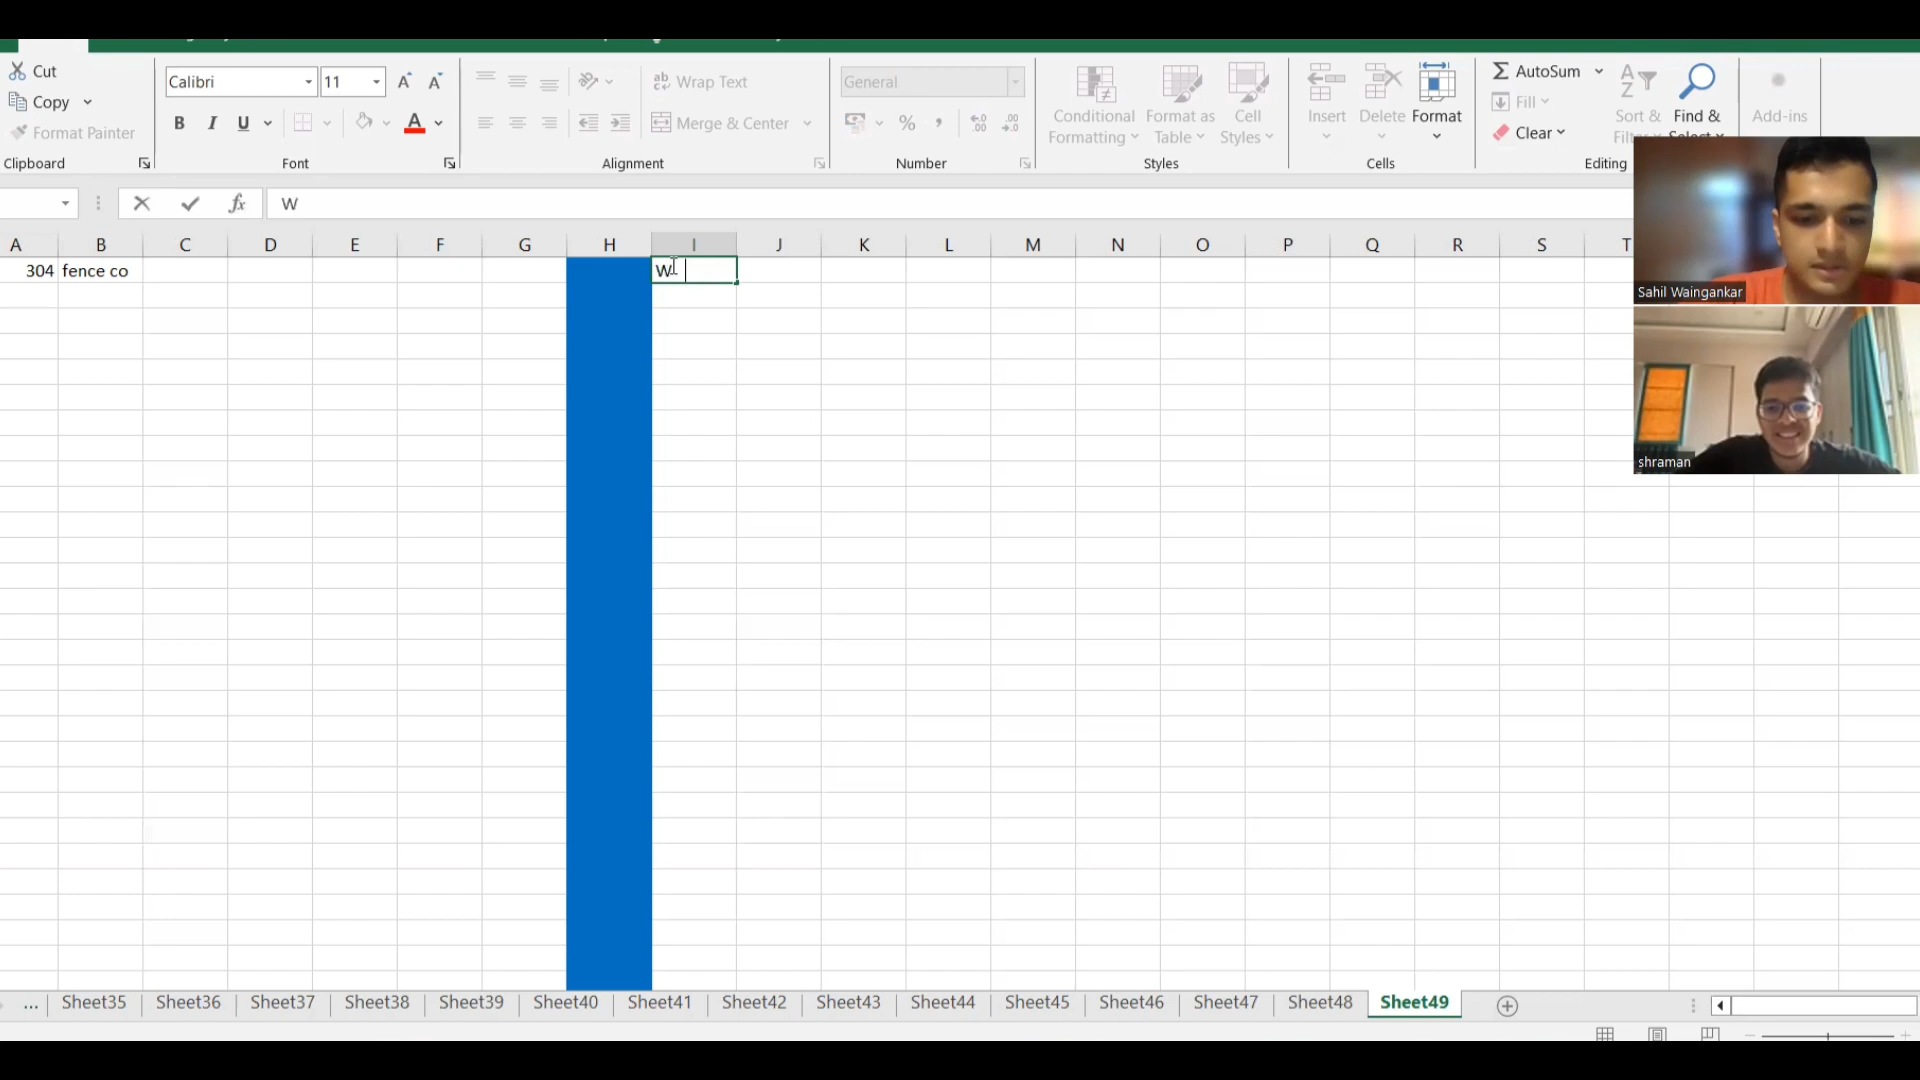 Cut
Calibri
11
Wrap Text
General
AutoSum
Copy
Conditional
Formatting
Format as
Table
Cell
Styles
Insert
Delete
Format
Fill
Sort &
Find &
Add-ins
Format Painter
B I U
A
Merge & Center
%
Clear
Clipboard
Font
Alignment
Number
Styles
Cells
Editing
fx
W
A B C D E F G H I J K L M N O P Q R S T
304 fence co
W
Sahil Waingankar
shraman
... Sheet35 Sheet36 Sheet37 Sheet38 Sheet39 Sheet40 Sheet41 Sheet42 Sheet43 Sheet44 Sheet45 Sheet46 Sheet47 Sheet48 Sheet49